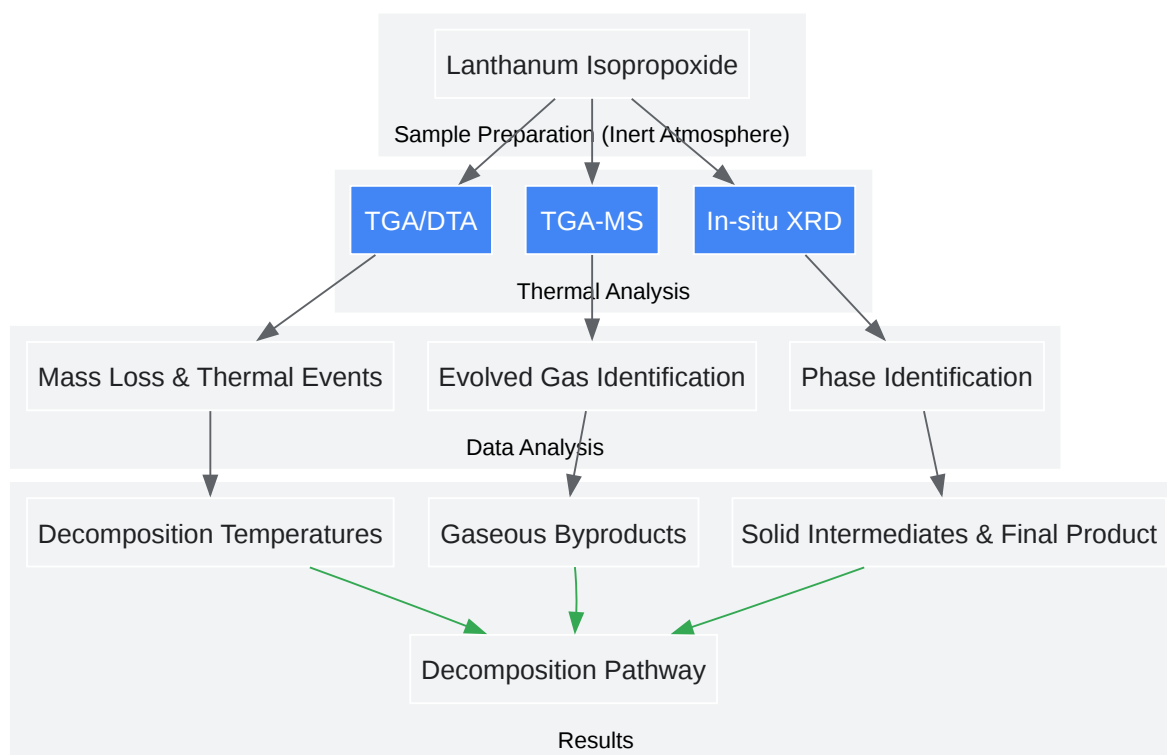 Lanthanum Isopropoxide
Sample Preparation (Inert Atmosphere)
TGA/DTA
TGA-MS
In-situ XRD
Thermal Analysis
Mass Loss & Thermal Events
Evolved Gas Identification
Phase Identification
Data Analysis
Decomposition Temperatures
Gaseous Byproducts
Solid Intermediates & Final Product
Decomposition Pathway
Results